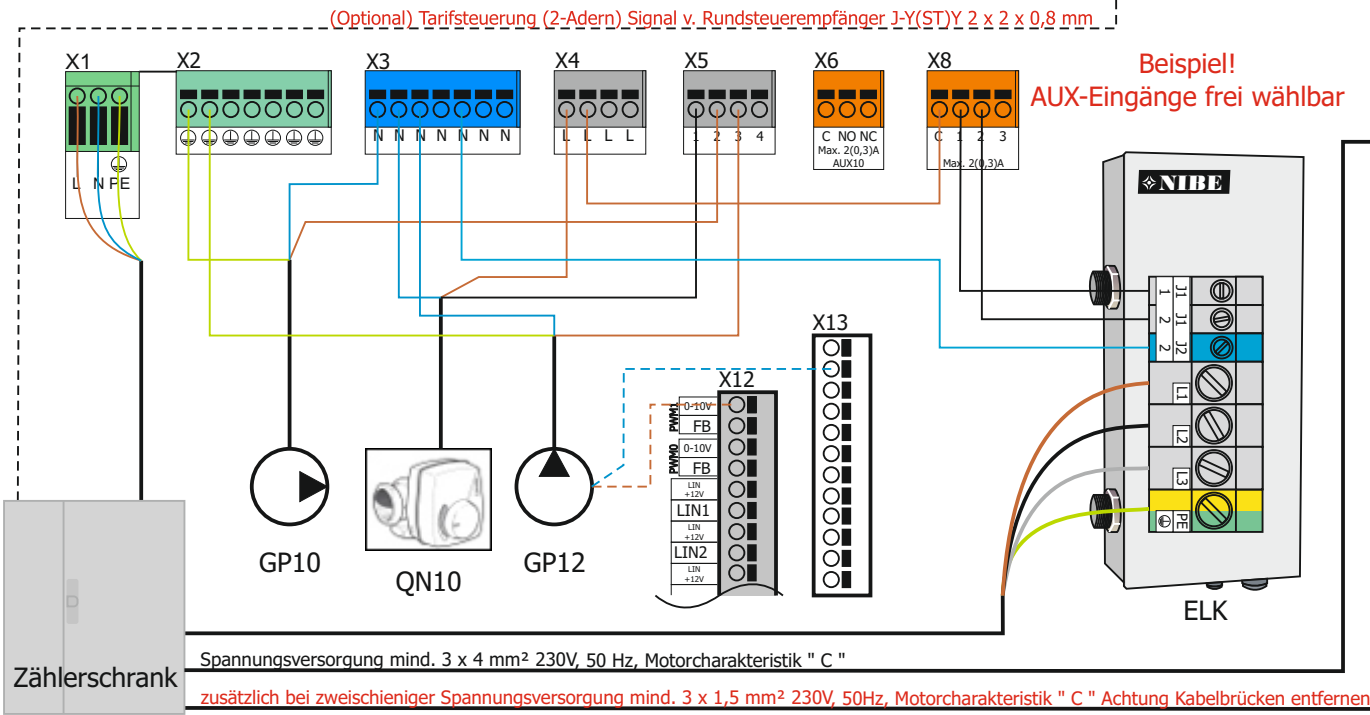 (Optional) Tarifsteuerung (2-Adern) Signal v. Rundsteuerempfänger J-Y(ST)Y 2 x 2 x 0,8 mm
X1
X2
X3
X4
X5
X6
X8
Beispiel!
AUX-Eingänge frei wählbar
L N PE
N N N N N N N
L L L L
1 2 3 4
C NO NC
Max. 2(0,3)A
AUX10
C 1 2 3
Max. 2(0,3)A
NIBE
J1 1
J1 2
J2 2
L1
L2
L3
PE
ELK
X13
X12
PWM1
0-10V
FB
PWM0
0-10V
FB
LIN
+12V
LIN1
LIN
+12V
LIN2
LIN
+12V
GP10
QN10
GP12
Zählerschrank
Spannungsversorgung mind. 3 x 4 mm² 230V, 50 Hz, Motorcharakteristik " C "
zusätzlich bei zweischieniger Spannungsversorgung mind. 3 x 1,5 mm² 230V, 50Hz, Motorcharakteristik " C " Achtung Kabelbrücken entfernen